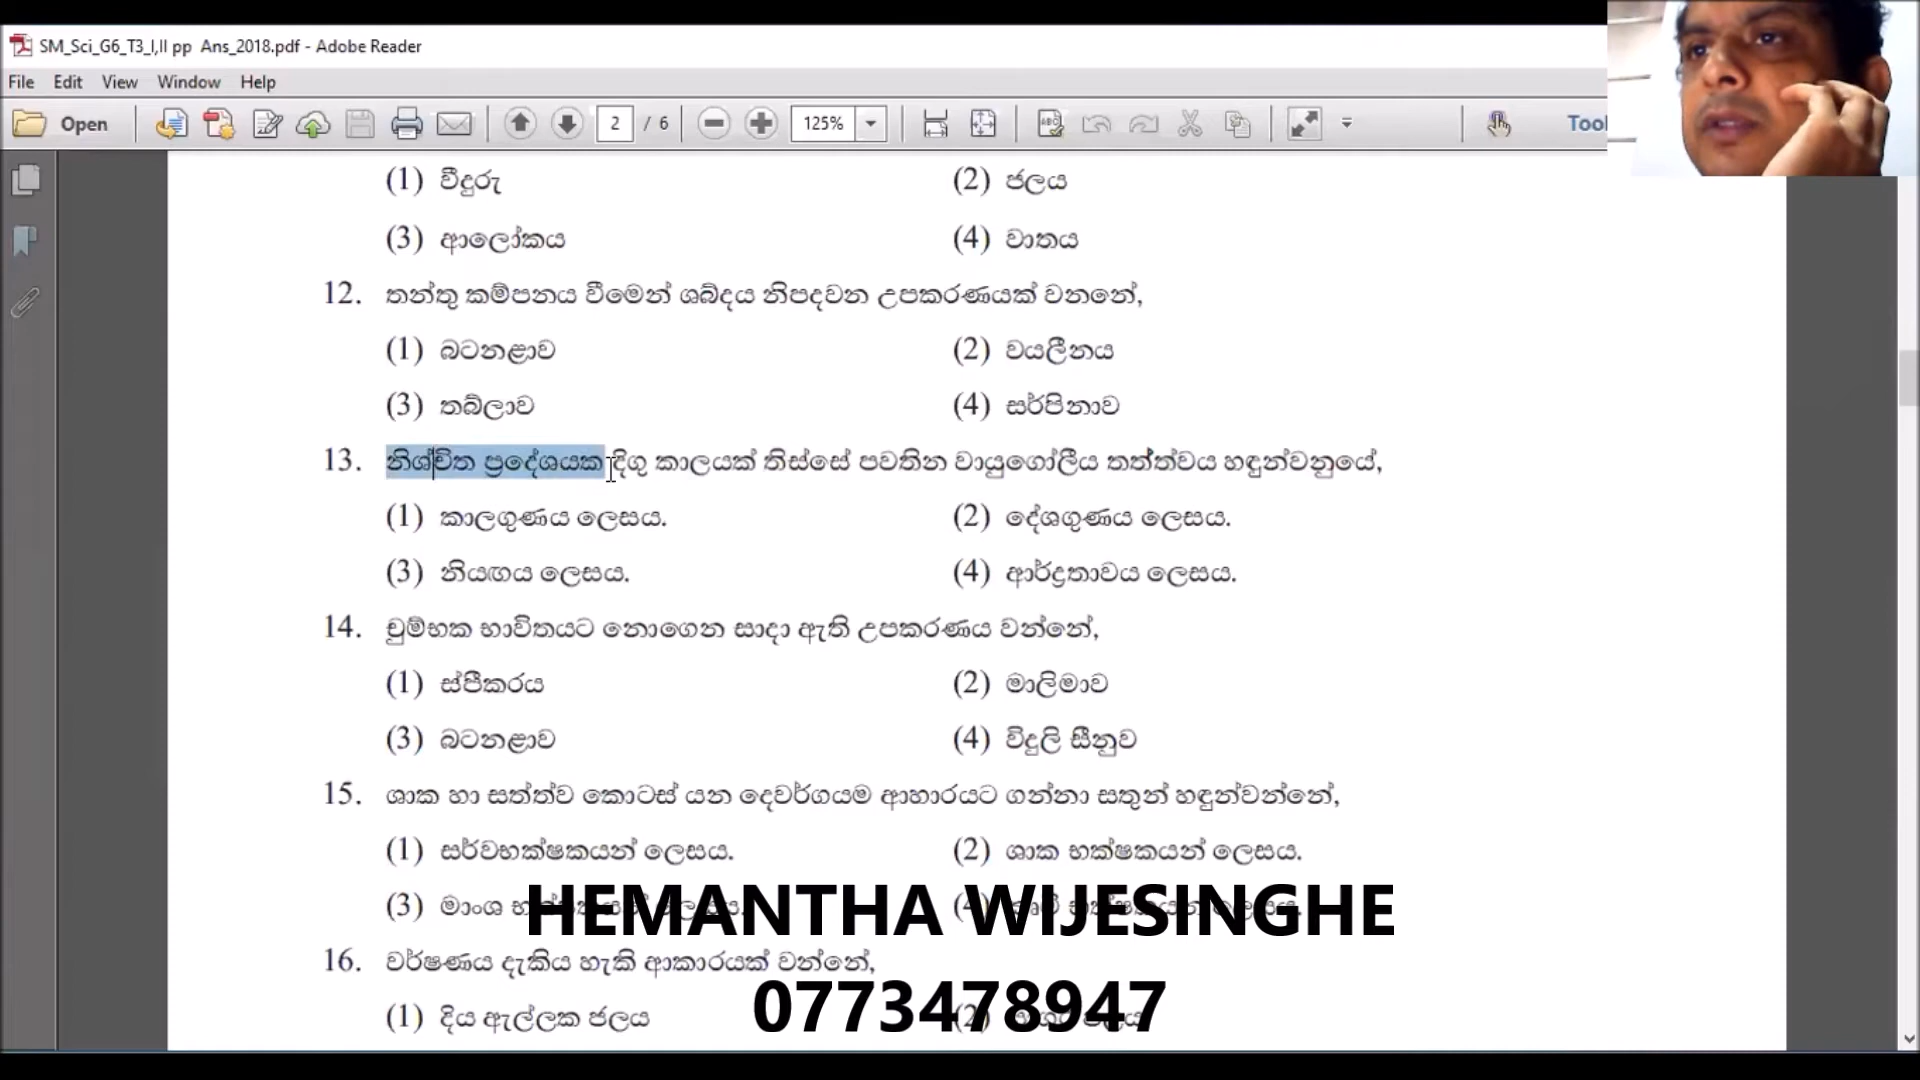 SM_Sci_G6_T3_I,II pp Ans_2018.pdf - Adobe Reader
File Edit View Window Help
Open 2 / 6 125% Tool
(1) වීදුරු (2) ජලය
(3) ආලෝකය (4) වාතය
12. තන්තු කම්පනය වීමෙන් ශබ්දය නිපදවන උපකරණයක් වනනේ,
(1) බටනළාව (2) වයලීනය
(3) තබ්ලාව (4) සර්පිනාව
13. නිශ්චිත ප්‍රදේශයක දිගු කාලයක් තිස්සේ පවතින වායුගෝලීය තත්ත්වය හඳුන්වනුයේ,
(1) කාලගුණය ලෙසය. (2) දේශගුණය ලෙසය.
(3) නියඟය ලෙසය. (4) ආර්ද්‍රතාවය ලෙසය.
14. චුම්භක භාවිතයට නොගෙන සාදා ඇති උපකරණය වන්නේ,
(1) ස්පීකරය (2) මාලිමාව
(3) බටනළාව (4) විදුලි සීනුව
15. ශාක හා සත්ත්ව කොටස් යන දෙවර්ගයම ආහාරයට ගන්නා සතුන් හඳුන්වන්නේ,
(1) සර්වභක්ෂකයන් ලෙසය. (2) ශාක භක්ෂකයන් ලෙසය.
(3) මාංශ
HEMANTHA WIJESINGHE
16. වර්ෂණය දැකිය හැකි ආකාරයක් වන්නේ,
(1) දිය ඇල්ලක ජලය
0773478947